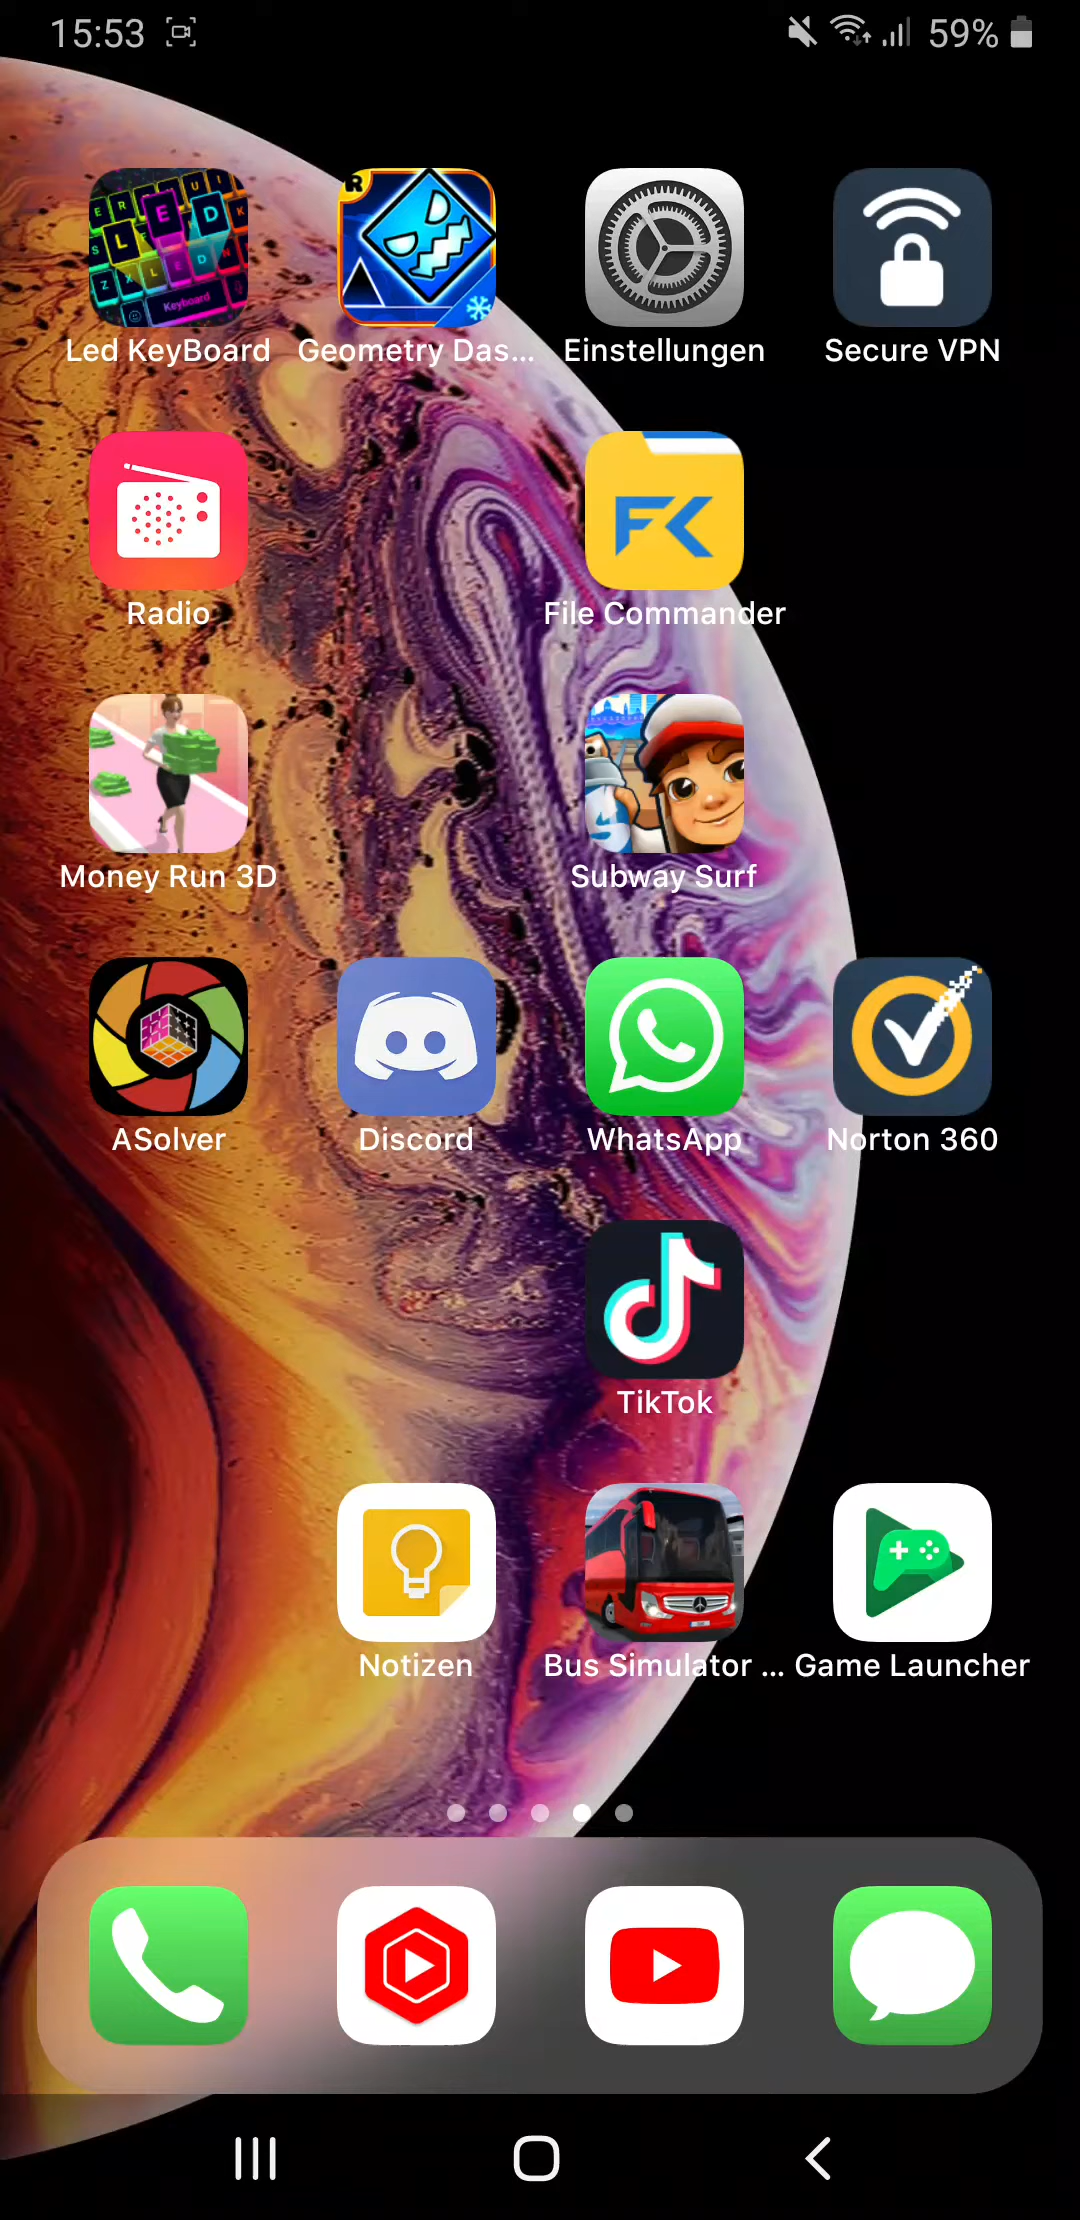 15:53 59%
Led KeyBoard Geometry Das... Einstellungen Secure VPN
Radio File Commander
Money Run 3D Subway Surf
ASolver Discord WhatsApp Norton 360
TikTok
Notizen Bus Simulator ... Game Launcher